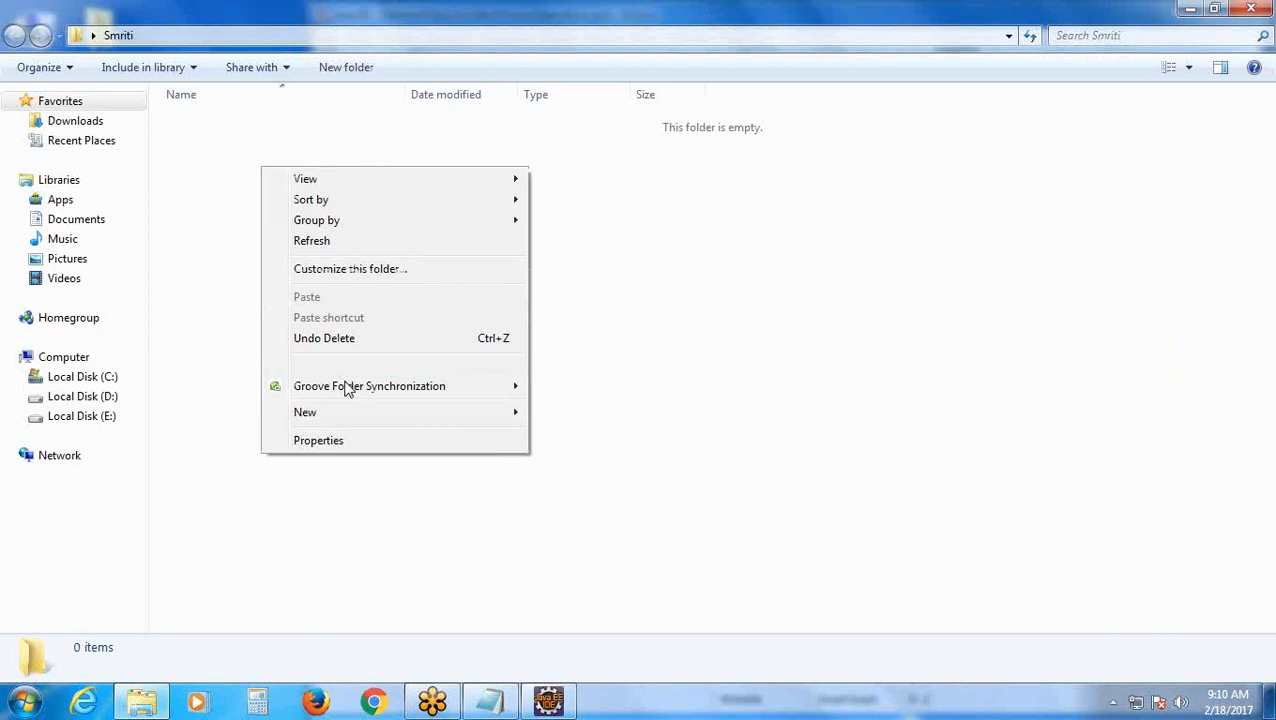 Smriti
Search Smriti
Organize
Include in library
Share with
New folder
Name
Date modified
Type
Size
This folder is empty.
Favorites
Downloads
Recent Places
Libraries
Apps
Documents
Music
Pictures
Videos
Homegroup
Computer
Local Disk (C:)
Local Disk (D:)
Local Disk (E:)
Network
View
Sort by
Group by
Refresh
Customize this folder...
Paste
Paste shortcut
Undo Delete Ctrl+Z
Groove Folder Synchronization
New
Properties
0 items
Java EE
IDE
9:10 AM
2/18/2017